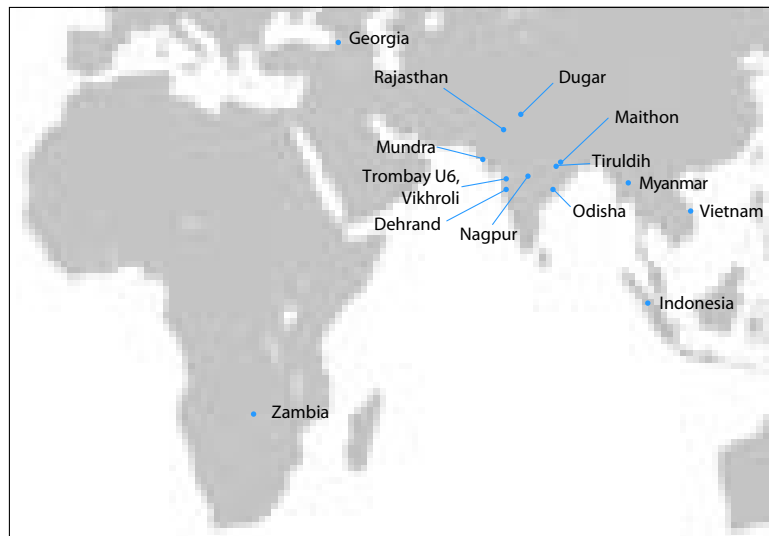 Georgia
Rajasthan
Dugar
Maithon
Mundra
Tiruldih
Trombay U6,
Vikhroli
Myanmar
Dehrand
Odisha
Vietnam
Nagpur
Indonesia
Zambia